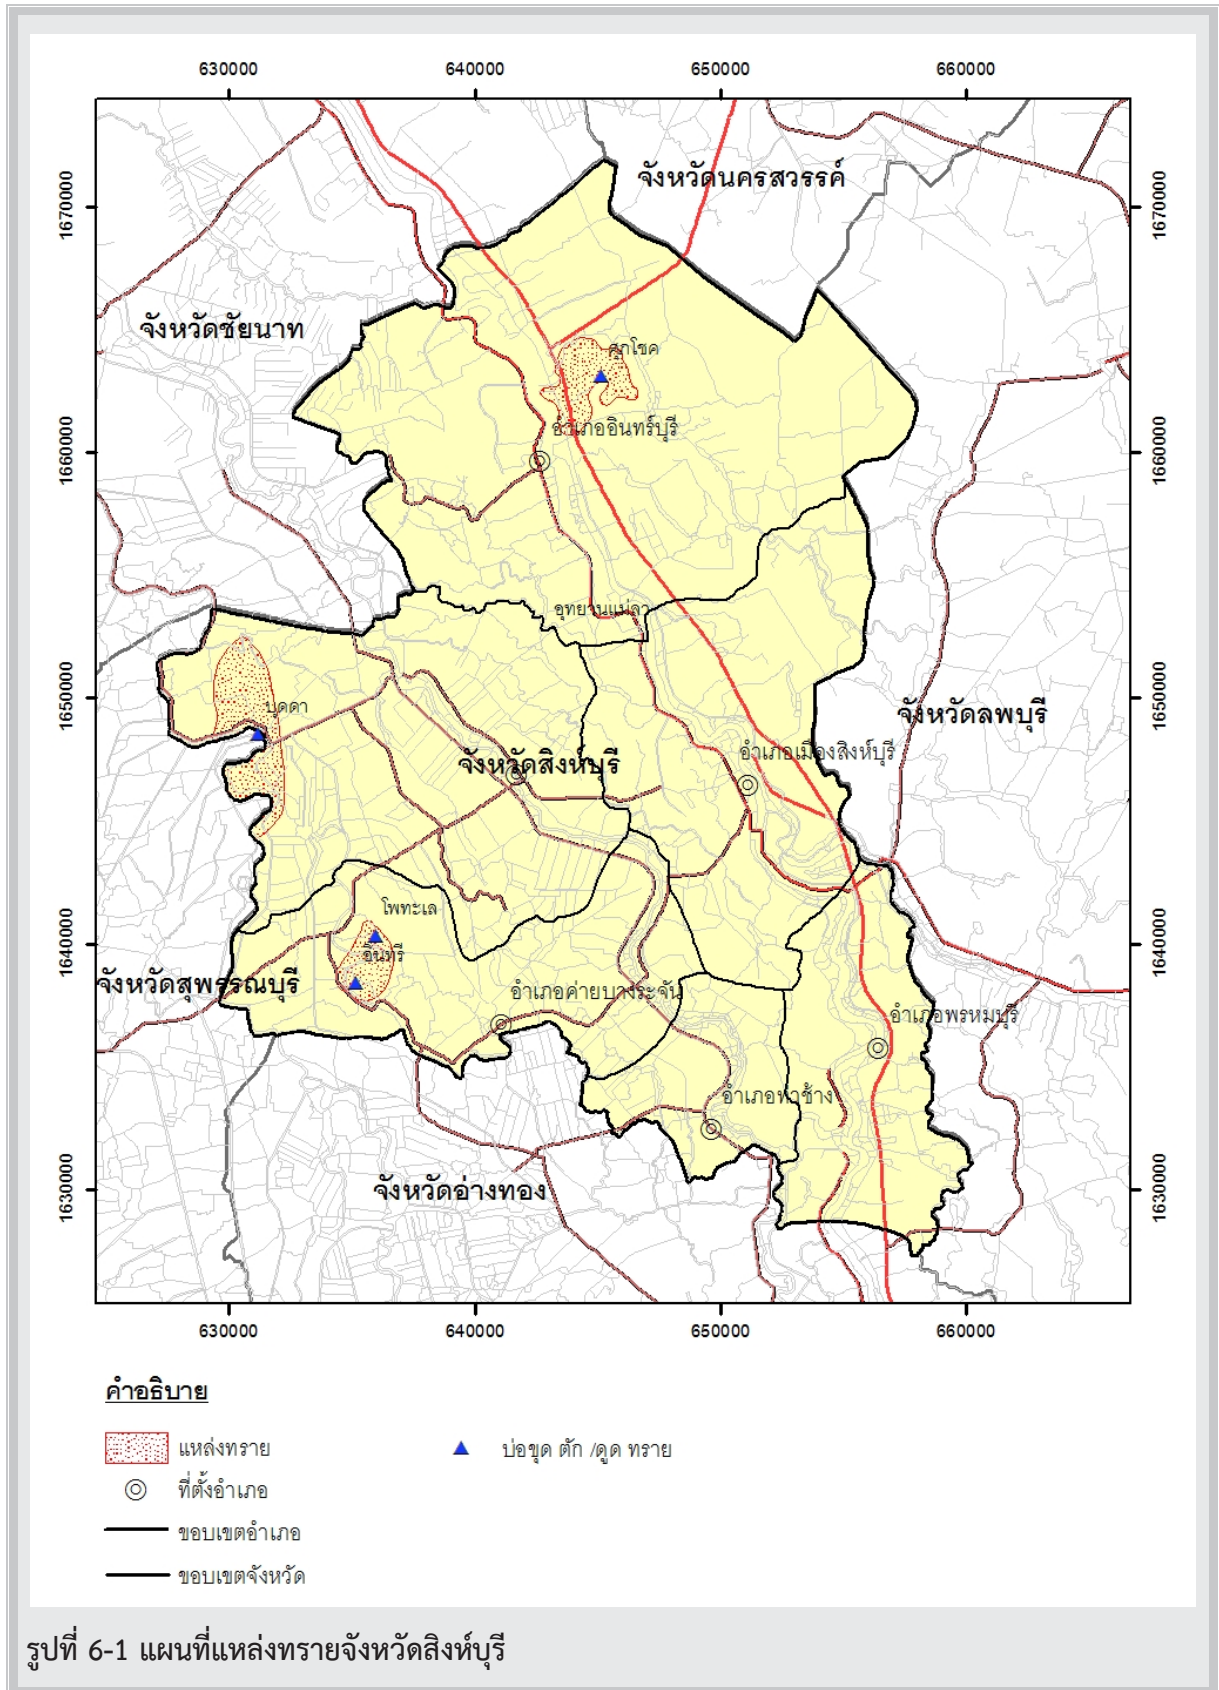 630000 640000 650000 660000
1670000 1670000
จังหวัดนครสวรรค์
จังหวัดชัยนาท
ศุภโชค
อำเภออินทร์บุรี
1660000 1660000
อุทยานแม่ลา
1650000 1650000
บุดดา
จังหวัดลพบุรี
อำเภอเมืองสิงห์บุรี
จังหวัดสิงห์บุรี
โพทะเล
1640000 1640000
อินทรี
จังหวัดสุพรรณบุรี
อำเภอค่ายบางระจัน
อำเภอพรหมบุรี
อำเภอท่าช้าง
1630000 1630000
จังหวัดอ่างทอง
630000 640000 650000 660000
คำอธิบาย
แหล่งทราย
บ่อขุด ตัก /ดูด ทราย
ที่ตั้งอำเภอ
ขอบเขตอำเภอ
ขอบเขตจังหวัด
รูปที่ 6-1 แผนที่แหล่งทรายจังหวัดสิงห์บุรี